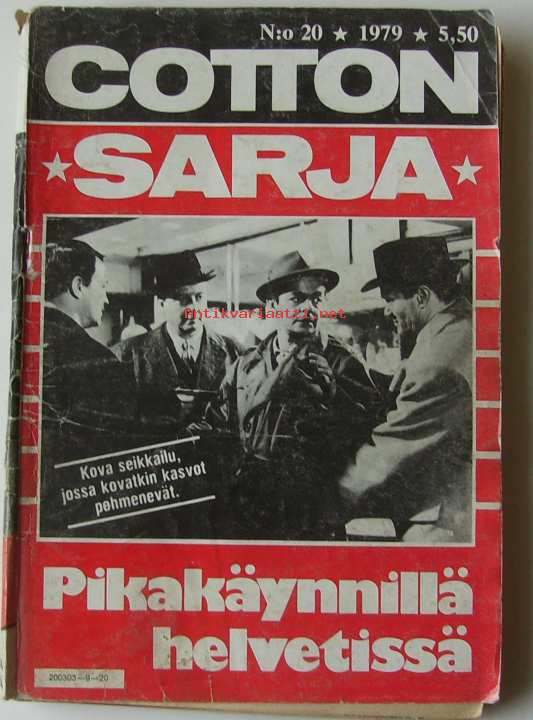 N:o 20 ★ 1979 ★ 5,50
COTTON
★SARJA★
Antikvariaatti.net
Kova seikkailu,
jossa kovatkin kasvot
pehmenevät.
Pikakäynnillä
helvetissä
200303—9—20